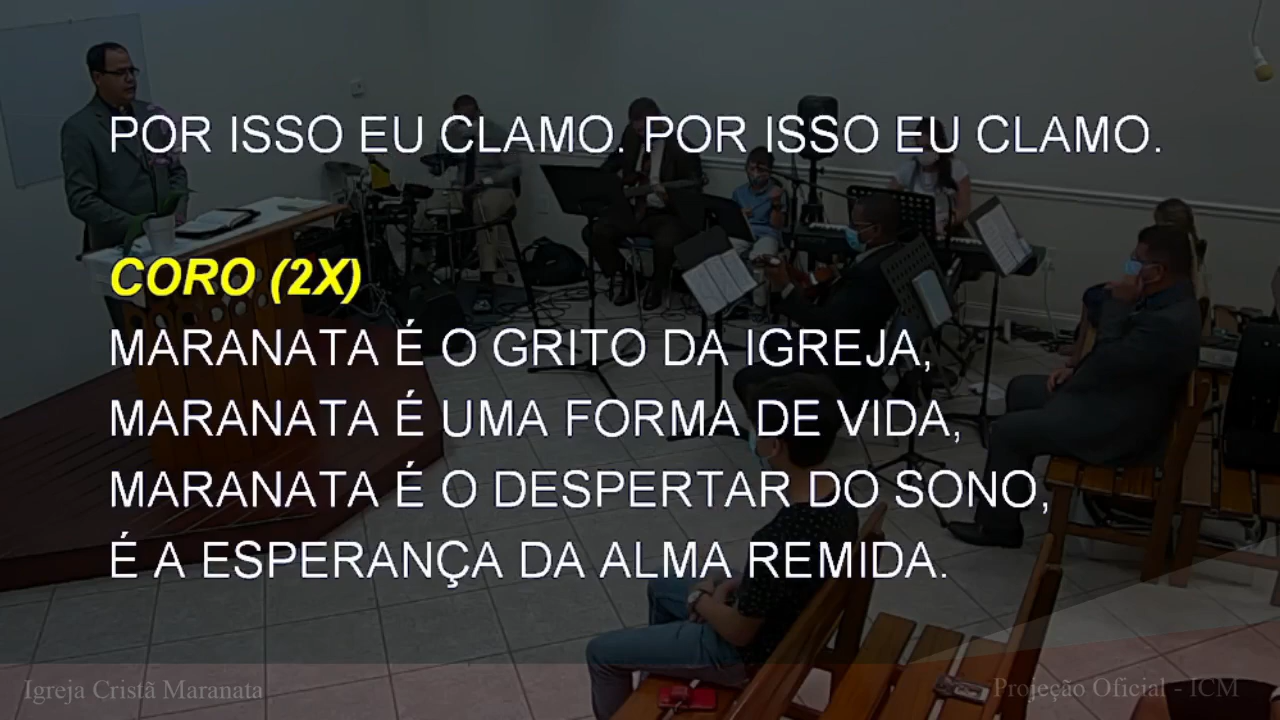 POR ISSO EU CLAMO. POR ISSO EU CLAMO.
CORO (2X)
MARANATA É O GRITO DA IGREJA,
MARANATA É UMA FORMA DE VIDA,
MARANATA É O DESPERTAR DO SONO,
É A ESPERANÇA DA ALMA REMIDA.
Igreja Cristã Maranata
Projeção Oficial - ICM